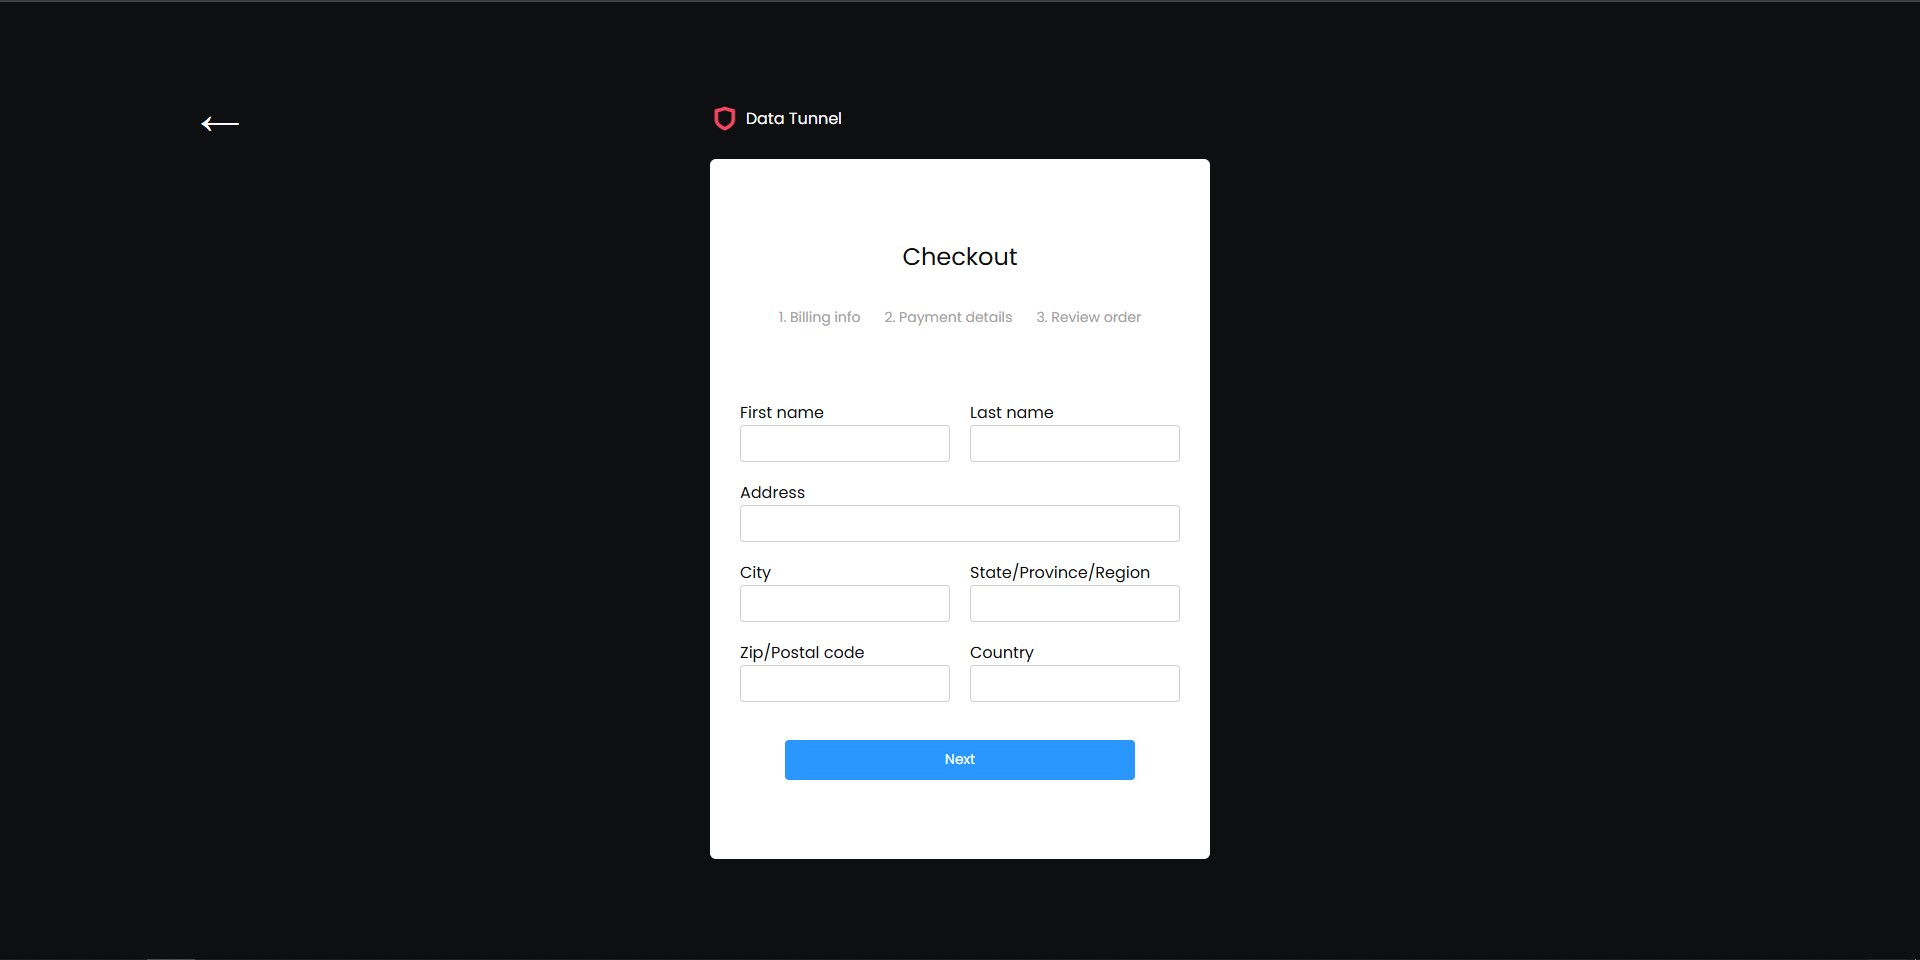 Data Tunnel
Checkout
1. Billing info 2. Payment details 3. Review order
First name Last name
Address
City State/Province/Region
Zip/Postal code Country
Next